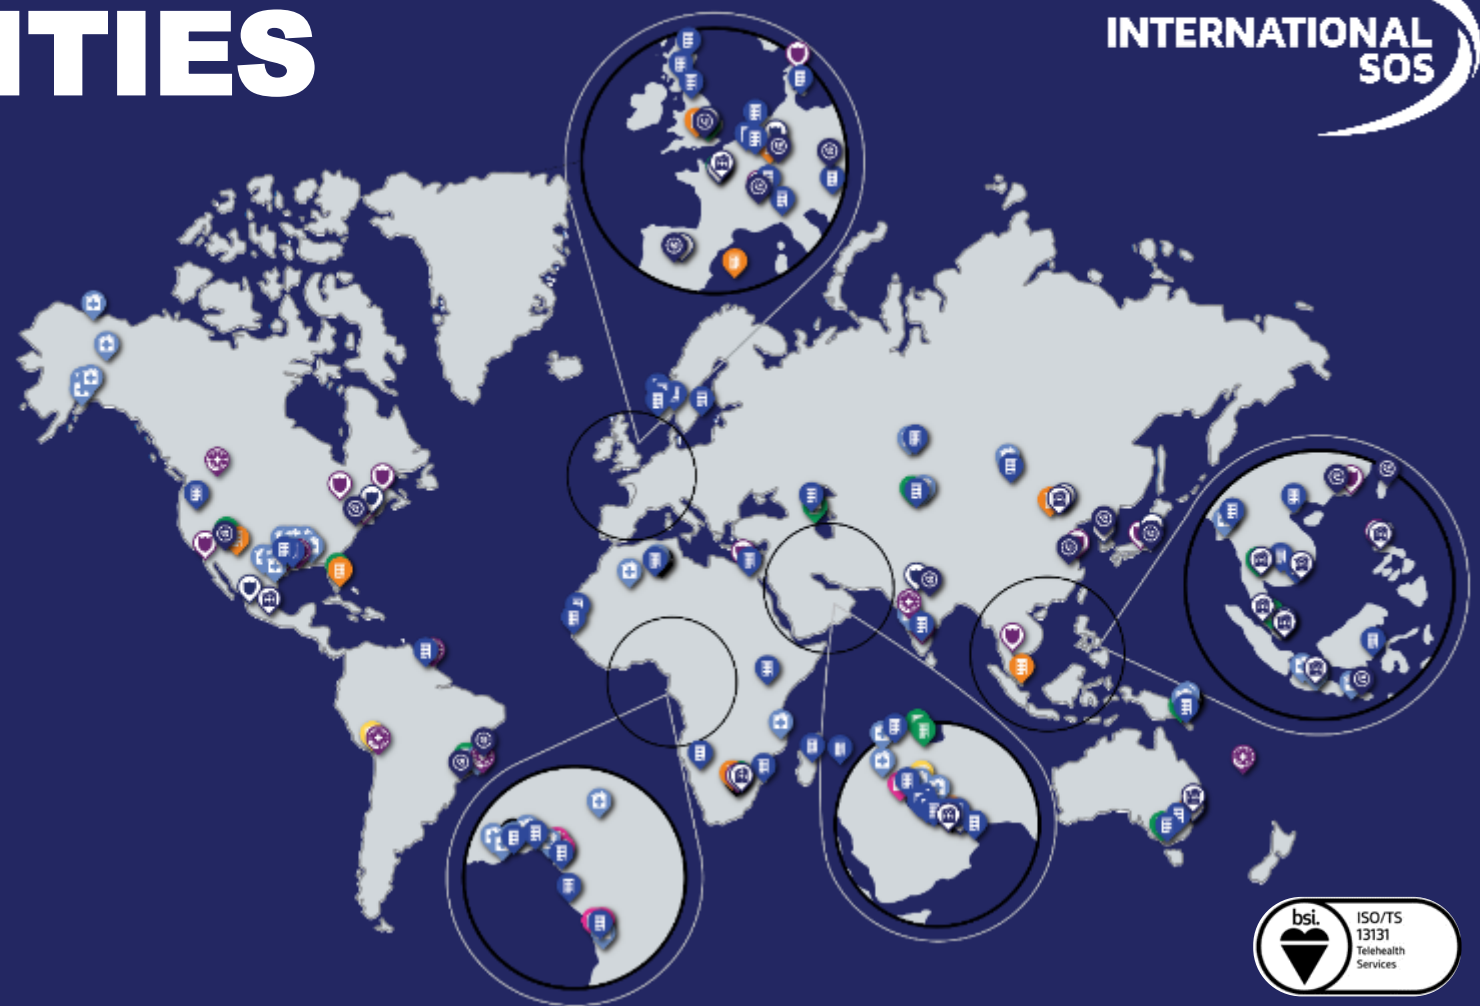 ITIES
INTERNATIONAL
SOS
bsi.
ISO/TS
13131
Telehealth
Services